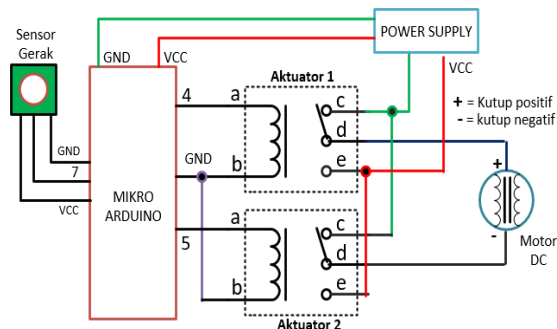 Sensor
Gerak
GND
VCC
POWER SUPPLY
VCC
+ = Kutup positif
- = kutup negatif
Aktuator 1
4
a
c
d
GND
b
e
GND
7
VCC
MIKRO
ARDUINO
5
a
c
d
b
e
Aktuator 2
+
-
Motor
DC